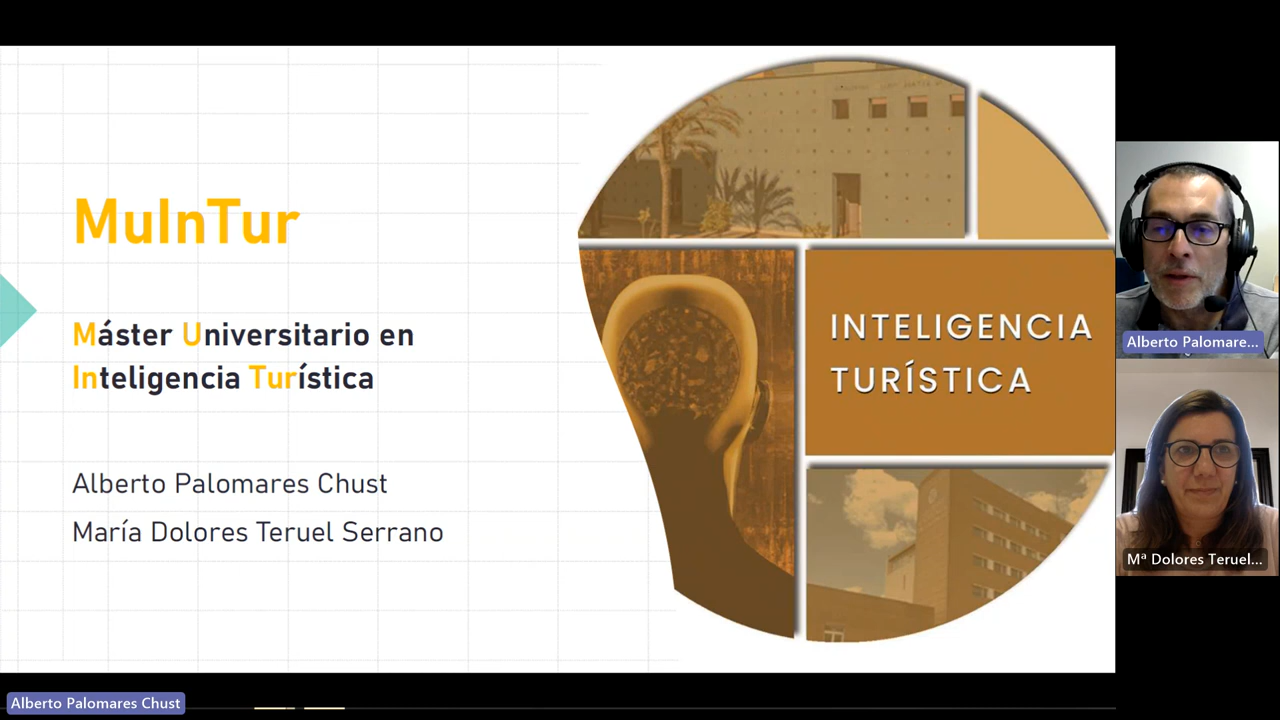 MuInTur
Máster Universitario en
Inteligencia Turística
Alberto Palomares Chust
María Dolores Teruel Serrano
INTELIGENCIA
TURÍSTICA
Alberto Palomare...
Mª Dolores Teruel...
Alberto Palomares Chust